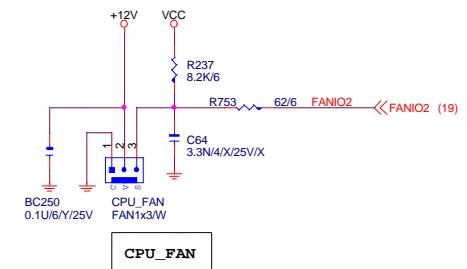 +12V VCC
R237
8.2K/6
R753 62/6 FANIO2 FANIO2 (19)
C64
3.3N/4/X/25V/X
1 2 3
C V S
BC250 CPU_FAN
0.1U/6/Y/25V FAN1x3/W
CPU_FAN